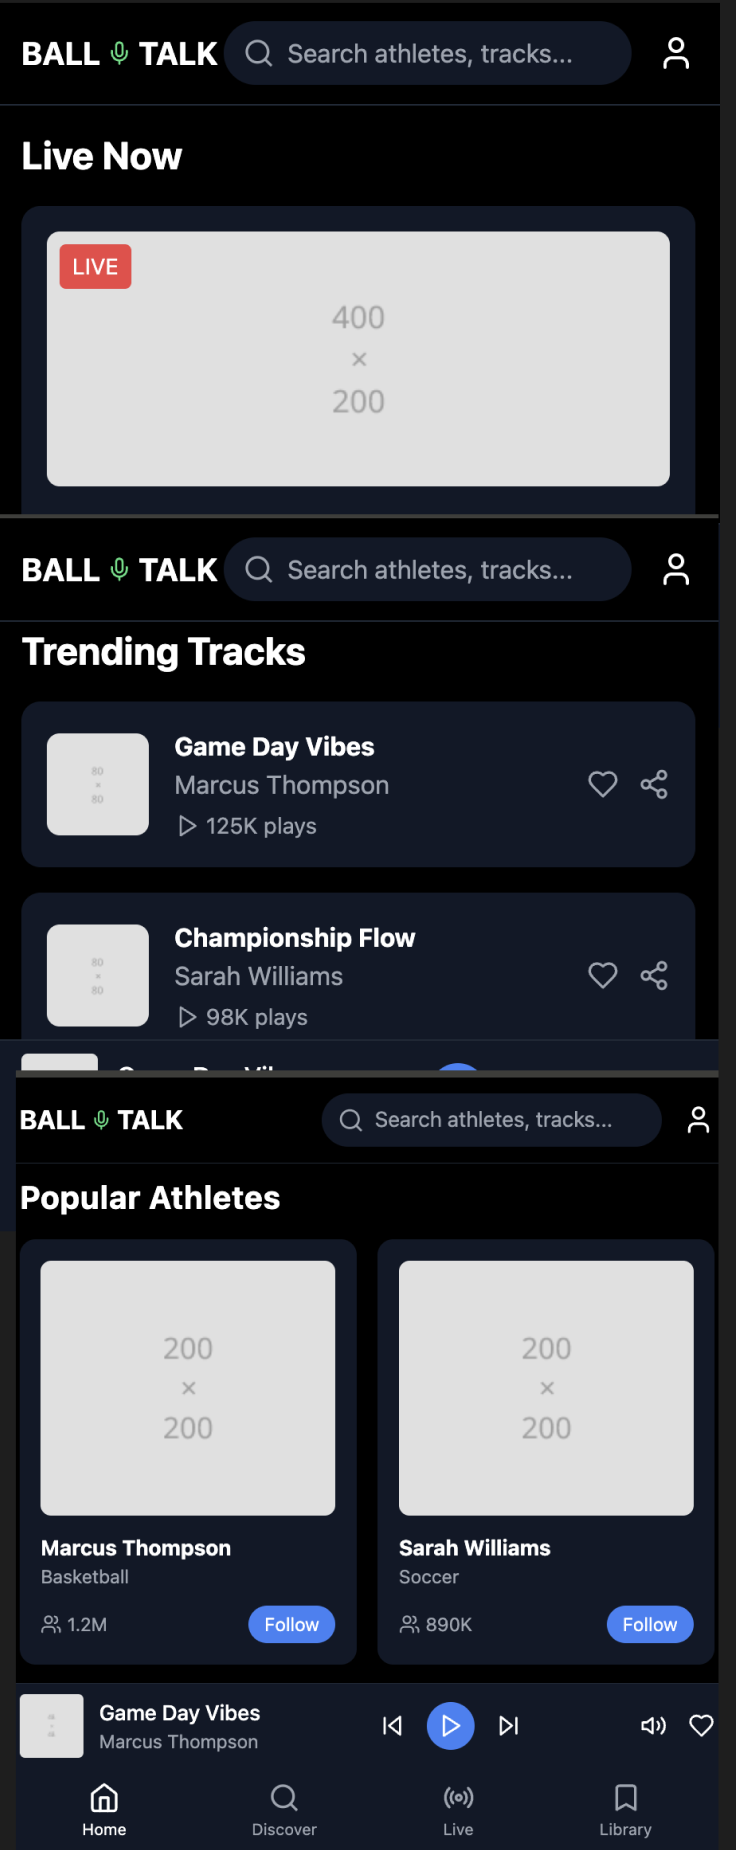 BALL TALK
Search athletes, tracks...
Live Now
LIVE
400
×
200
BALL TALK
Search athletes, tracks...
Trending Tracks
80
×
80
Game Day Vibes
Marcus Thompson
125K plays
80
×
80
Championship Flow
Sarah Williams
98K plays
Game Day Vibes
BALL TALK
Search athletes, tracks...
Popular Athletes
200
×
200
Marcus Thompson
Basketball
1.2M
Follow
200
×
200
Sarah Williams
Soccer
890K
Follow
Game Day Vibes
Marcus Thompson
Home
Discover
Live
Library